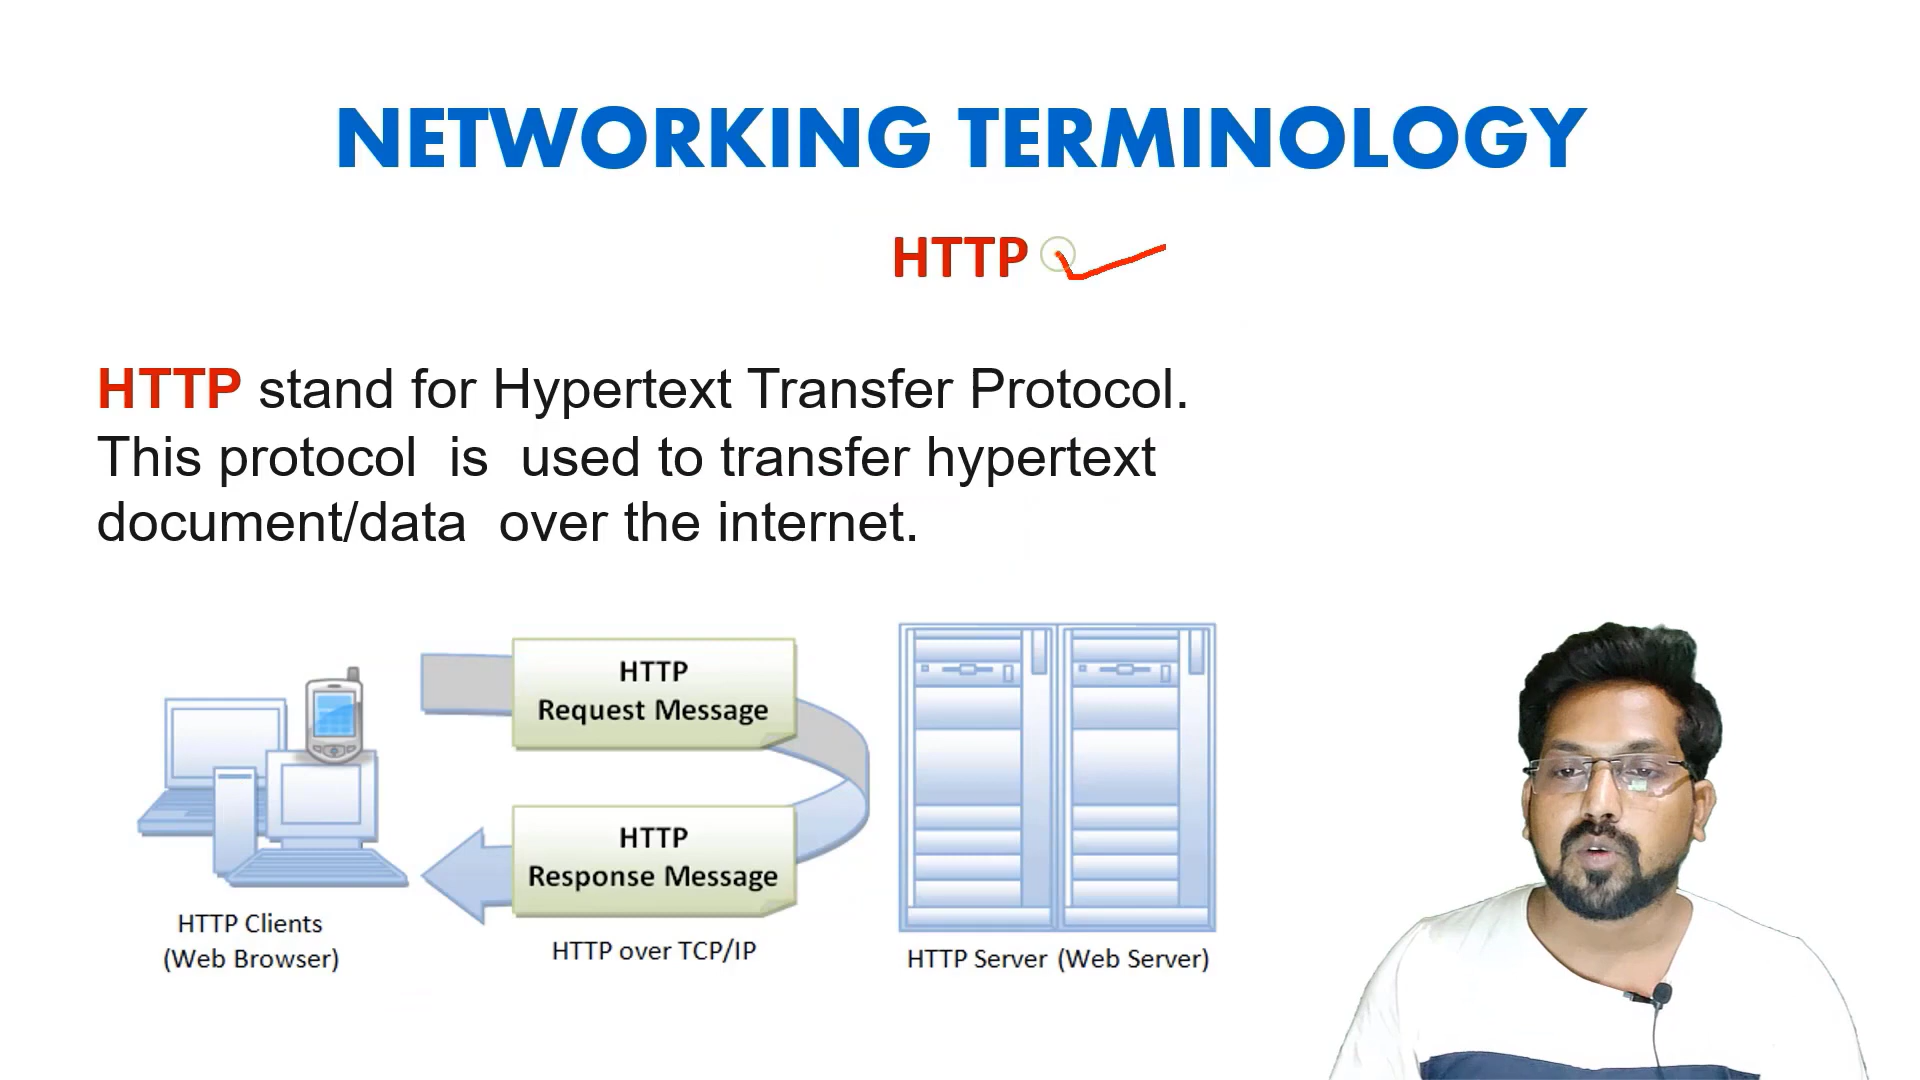 NETWORKING TERMINOLOGY
HTTP
HTTP stand for Hypertext Transfer Protocol.
This protocol is used to transfer hypertext
document/data over the internet.
HTTP
Request Message
HTTP
Response Message
HTTP Clients
(Web Browser)
HTTP over TCP/IP
HTTP Server (Web Server)